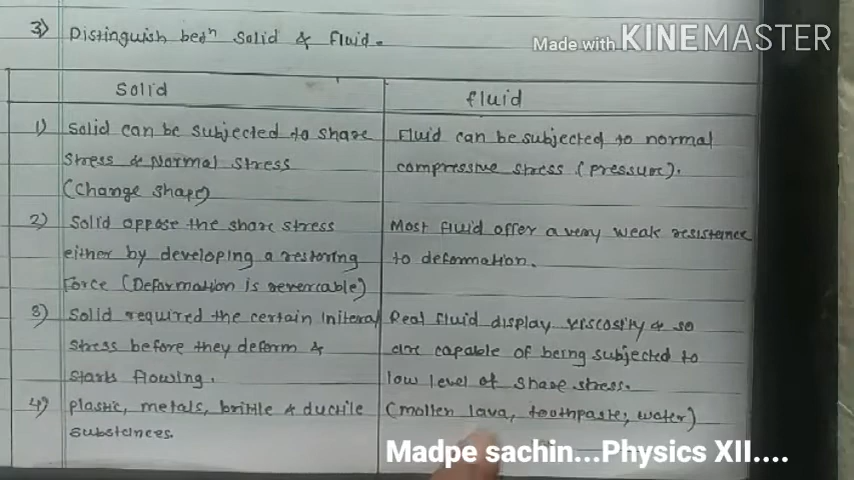 3) Distinguish betn Solid & fluid.
Made with KINEMASTER
Solid
fluid
1) Solid can be subjected to share
stress & Normal stress
(Change shape)
Fluid can be subjected to normal
compressive stress (pressure).
2) Solid oppose the share stress
either by developing a restoring
force (Deformation is revercable)
Most fluid offer a very weak resistance
to deformation.
3) Solid required the certain initeral
stress before they deform &
starts flowing.
Real fluid display viscosity & so
are capable of being subjected to
low level of share stress.
4) plastic, metals, brittle & ductile
substances.
(molten lava, toothpaste, water)
Madpe sachin...Physics XII....